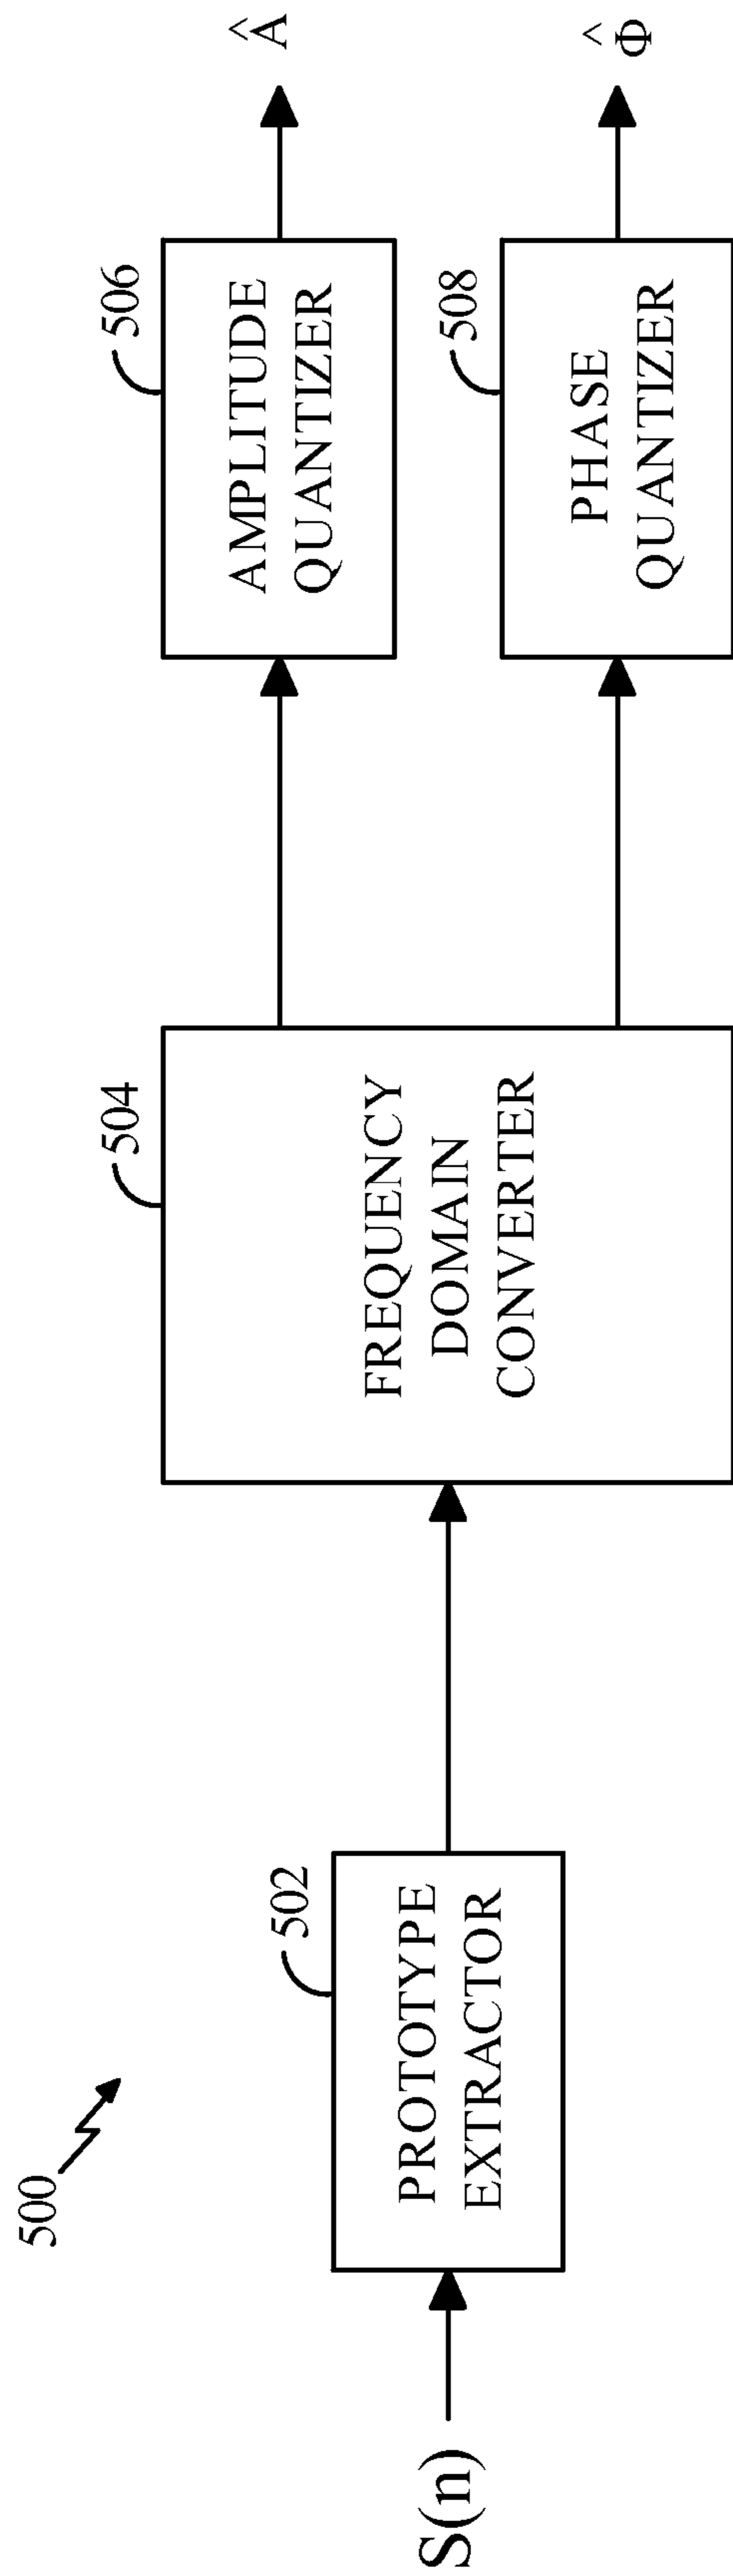 500
S(n)
502
PROTOTYPE
EXTRACTOR
504
FREQUENCY
DOMAIN
CONVERTER
506
AMPLITUDE
QUANTIZER
Â
508
PHASE
QUANTIZER
Φ̂